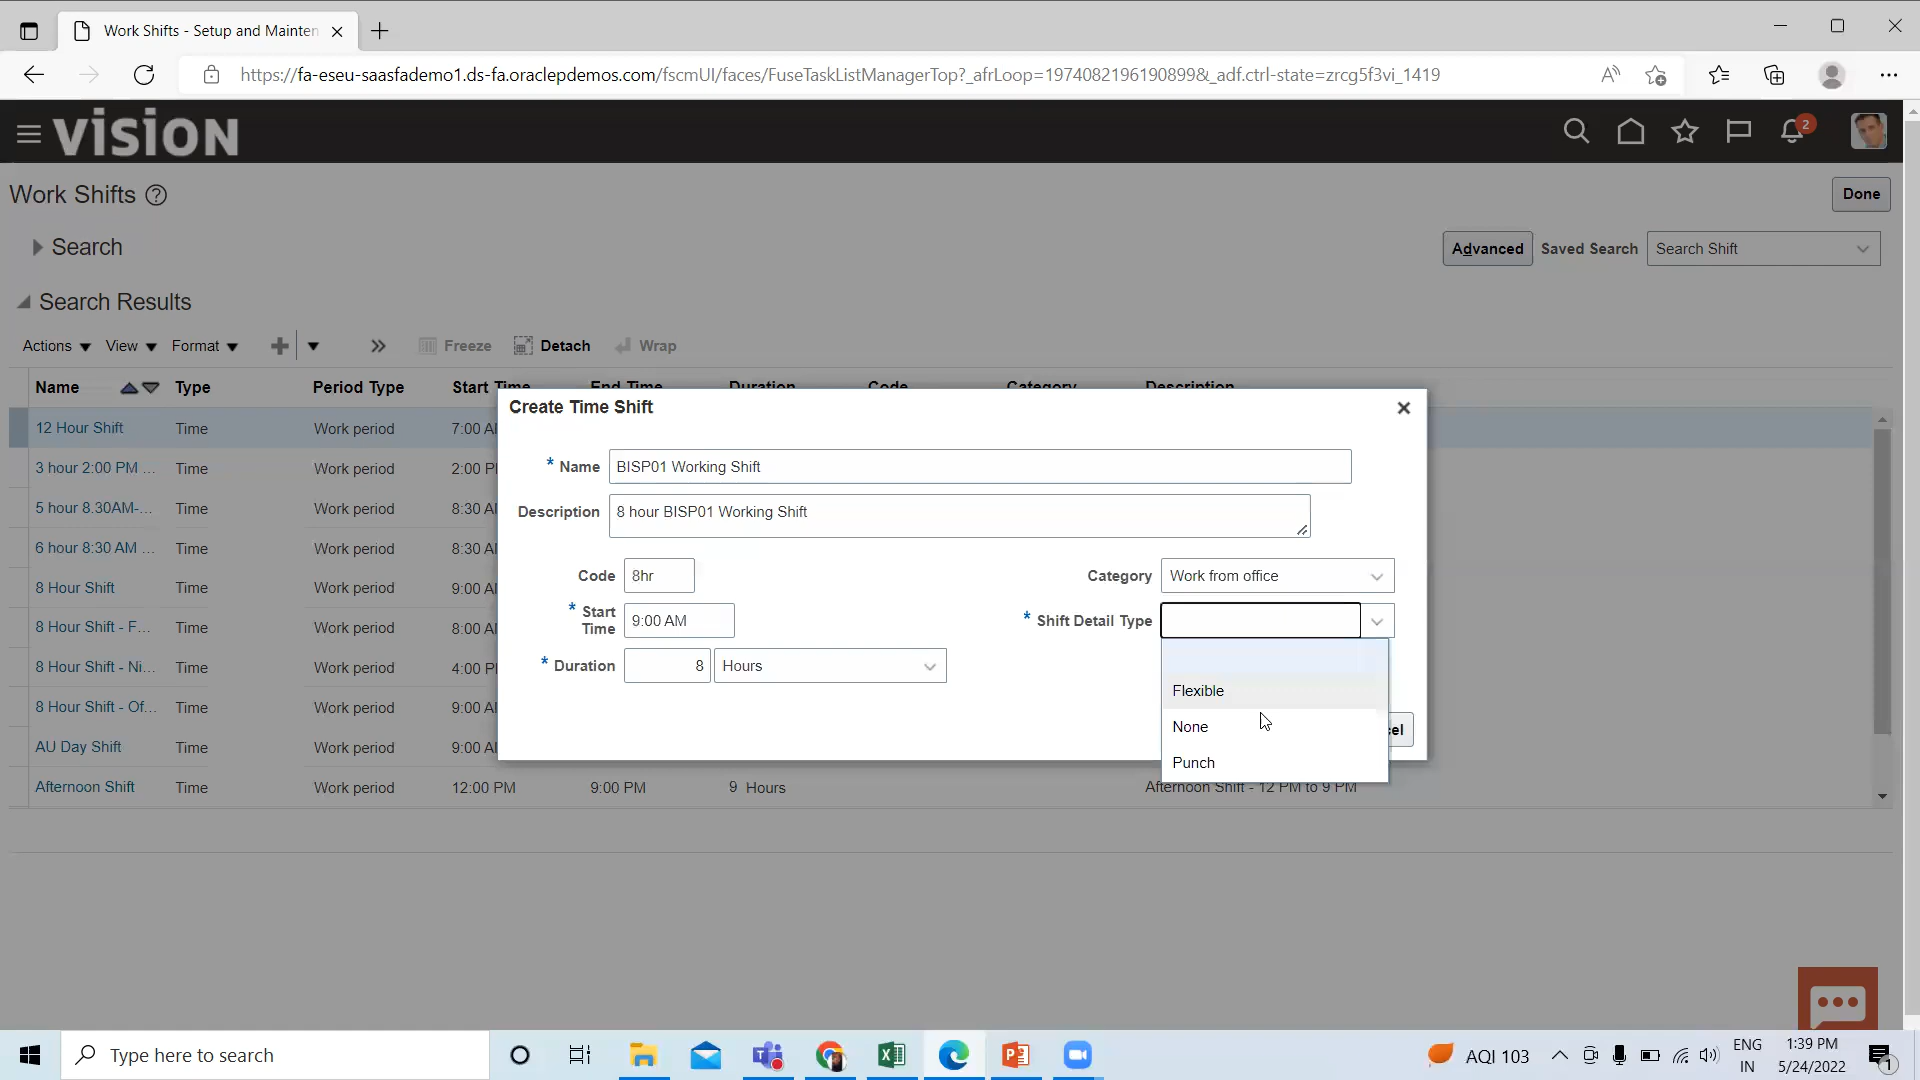 Work Shifts - Setup and Mainten
https://fa-eseu-saasfademo1.ds-fa.oraclepdemos.com/fscmUI/faces/FuseTaskListManagerTop?_afrLoop=1974082196190899&_adf.ctrl-state=zrcg5f3vi_1419
VISION
2
Work Shifts
Done
Search
Advanced Saved Search Search Shift
Search Results
Actions View Format Freeze Detach Wrap
Name Type Period Type Start Time End Time Duration Code Category Description
12 Hour Shift Time Work period 7:00 AM
3 hour 2:00 PM ... Time Work period 2:00 P
5 hour 8.30AM-... Time Work period 8:30 A
6 hour 8:30 AM ... Time Work period 8:30 A
8 Hour Shift Time Work period 9:00 A
8 Hour Shift - F... Time Work period 8:00 A
8 Hour Shift - Ni... Time Work period 4:00 P
8 Hour Shift - Of... Time Work period 9:00 A
AU Day Shift Time Work period 9:00 A
Afternoon Shift Time Work period 12:00 PM 9:00 PM 9 Hours Afternoon Shift - 12 PM to 9 PM
Create Time Shift
* Name BISP01 Working Shift
Description 8 hour BISP01 Working Shift
Code 8hr Category Work from office
* Start Time 9:00 AM * Shift Detail Type
* Duration 8 Hours
Flexible
None
Punch
el
Type here to search
AQI 103
ENG
IN
1:39 PM
5/24/2022
1